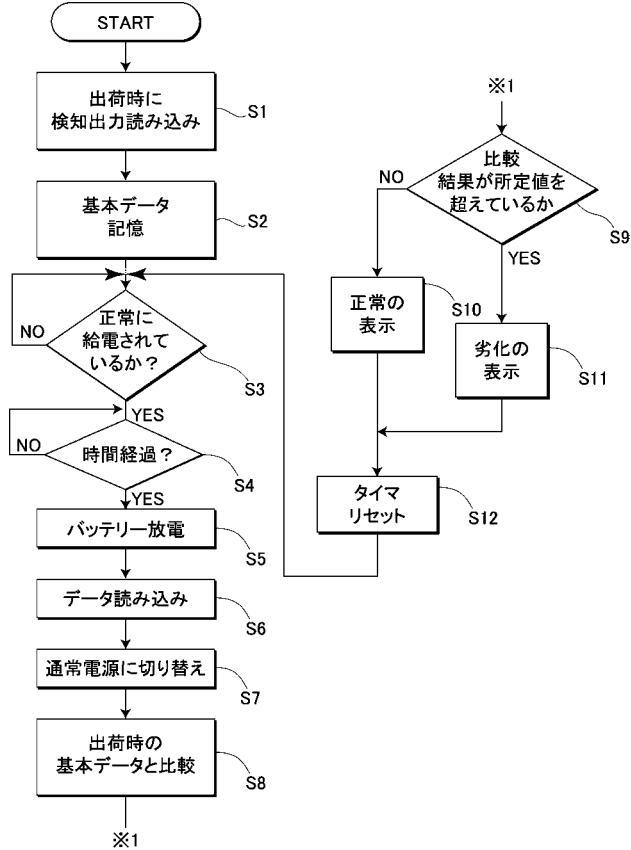 START
出荷時に
検知出力読み込み
S1
基本データ
記憶
S2
正常に
給電されて
いるか？
NO
YES
S3
時間経過？
NO
YES
S4
バッテリー放電
S5
データ読み込み
S6
通常電源に切り替え
S7
出荷時の
基本データと比較
S8
※1
※1
比較
結果が所定値を
超えているか
NO
YES
S9
正常の
表示
S10
劣化の
表示
S11
タイマ
リセット
S12